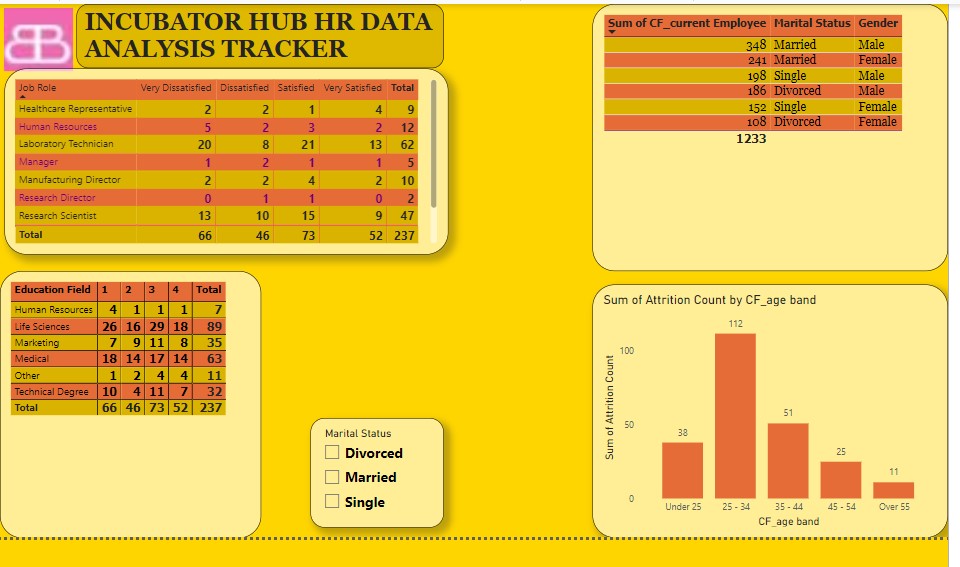 INCUBATOR HUB HR DATA
ANALYSIS TRACKER
Job Role Very Dissatisfied Dissatisfied Satisfied Very Satisfied Total
Healthcare Representative 2 2 1 4 9
Human Resources 5 2 3 2 12
Laboratory Technician 20 8 21 13 62
Manager 1 2 1 1 5
Manufacturing Director 2 2 4 2 10
Research Director 0 1 1 0 2
Research Scientist 13 10 15 9 47
Total 66 46 73 52 237
Sum of CF_current Employee Marital Status Gender
348 Married Male
241 Married Female
198 Single Male
186 Divorced Male
152 Single Female
108 Divorced Female
1233
Education Field 1 2 3 4 Total
Human Resources 4 1 1 1 7
Life Sciences 26 16 29 18 89
Marketing 7 9 11 8 35
Medical 18 14 17 14 63
Other 1 2 4 4 11
Technical Degree 10 4 11 7 32
Total 66 46 73 52 237
Marital Status
Divorced
Married
Single
Sum of Attrition Count by CF_age band
Sum of Attrition Count
100
50
0
38
112
51
25
11
Under 25 25 - 34 35 - 44 45 - 54 Over 55
CF_age band